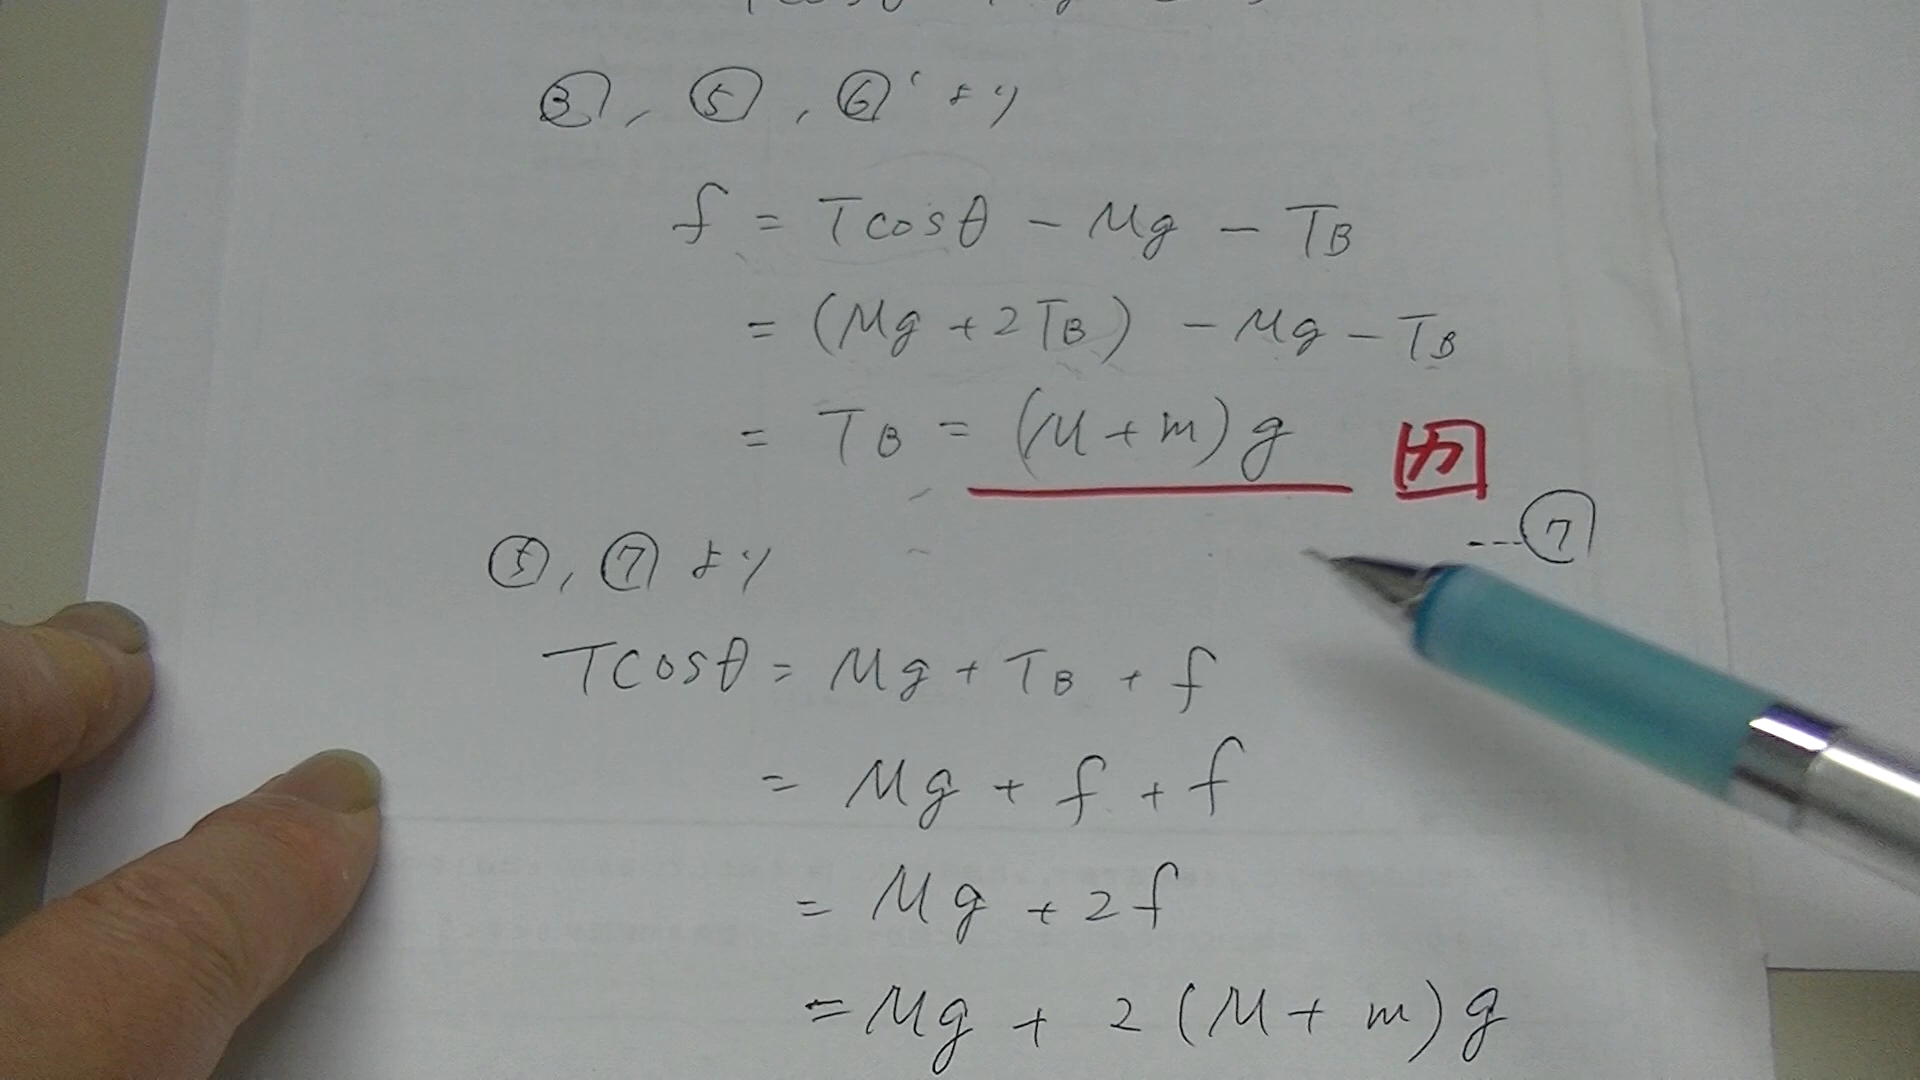 ③, ⑤, ⑥' より
f = Tcosθ - Mg - TB
= (Mg + 2TB) - Mg - TB
= TB = (M+m)g カ
---⑦
⑤, ⑦ より
Tcosθ = Mg + TB + f
= Mg + f + f
= Mg + 2f
= Mg + 2(M+m)g